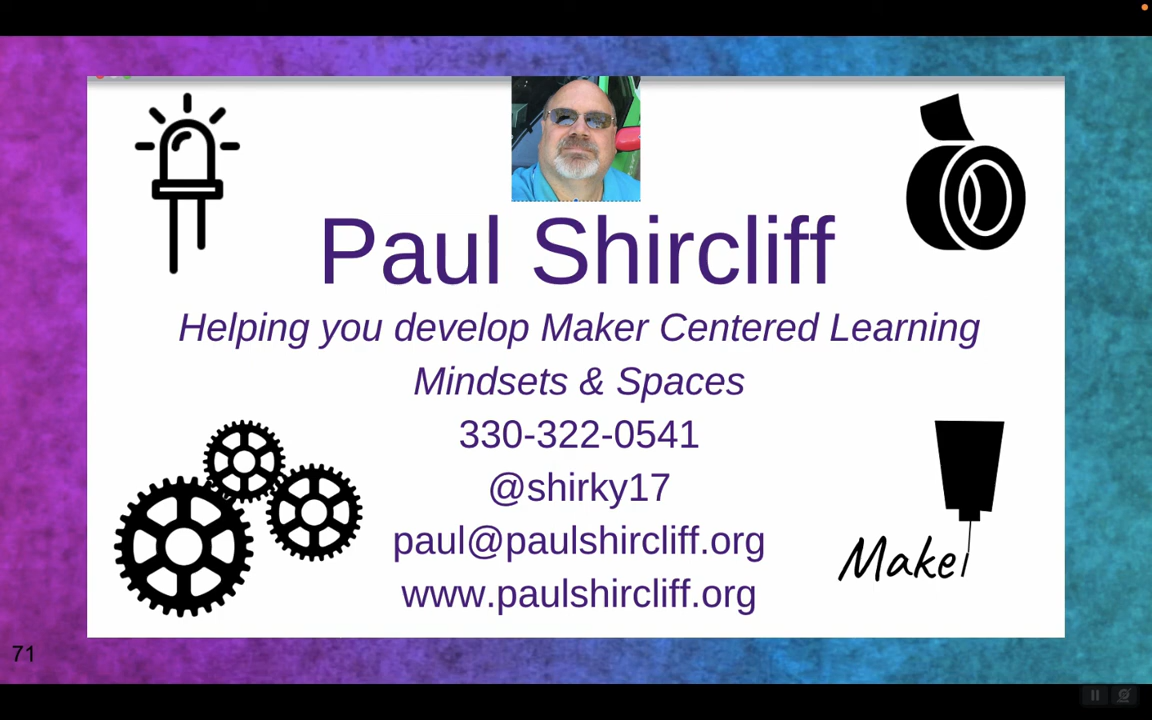 Paul Shircliff
Helping you develop Maker Centered Learning
Mindsets & Spaces
330-322-0541
@shirky17
paul@paulshircliff.org
www.paulshircliff.org
Make
71